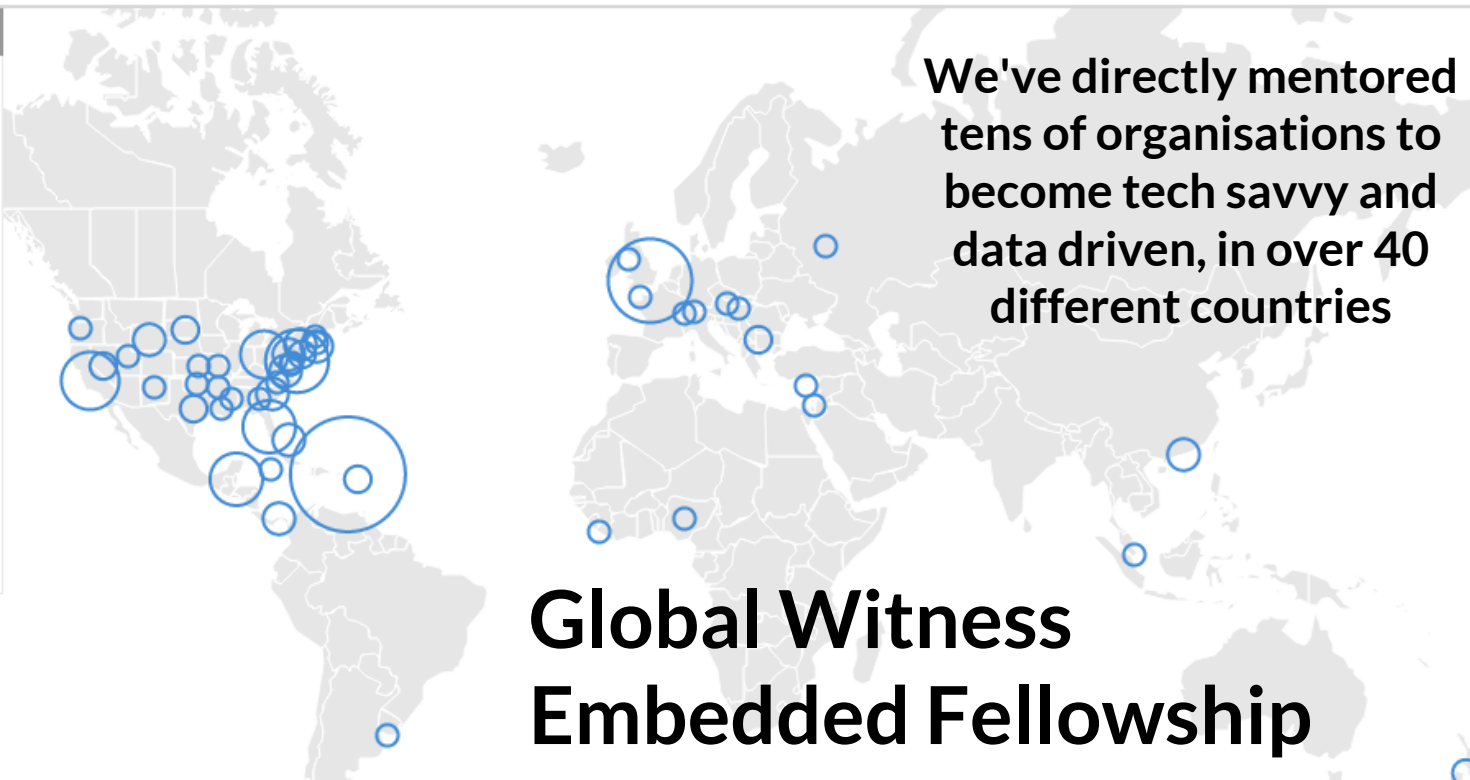 We've directly mentored
tens of organisations to
become tech savvy and
data driven, in over 40
different countries
Global Witness
Embedded Fellowship